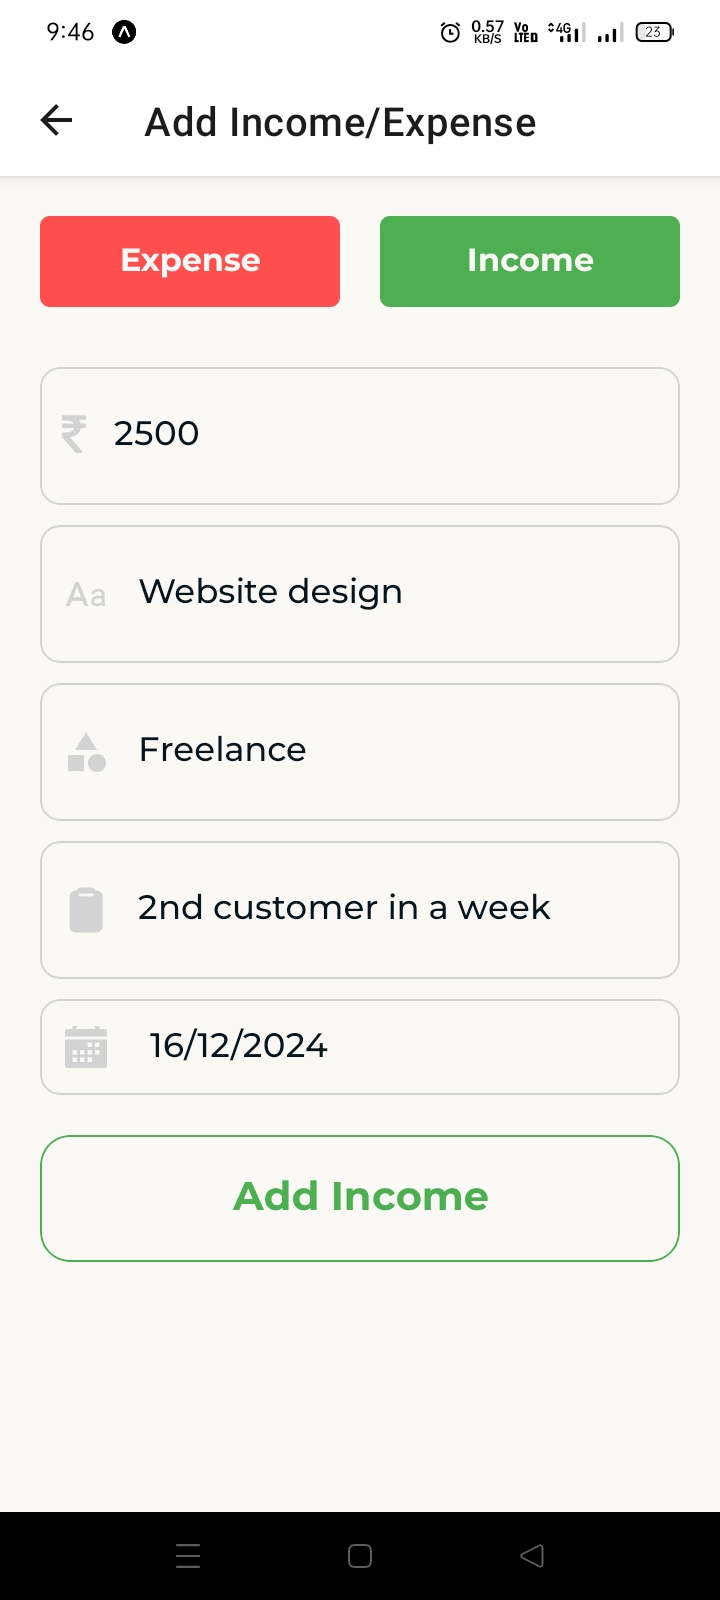 9:46
0.57 KB/S
Vo LTE
4G
23
Add Income/Expense
Expense
Income
₹ 2500
Aa Website design
Freelance
2nd customer in a week
16/12/2024
Add Income